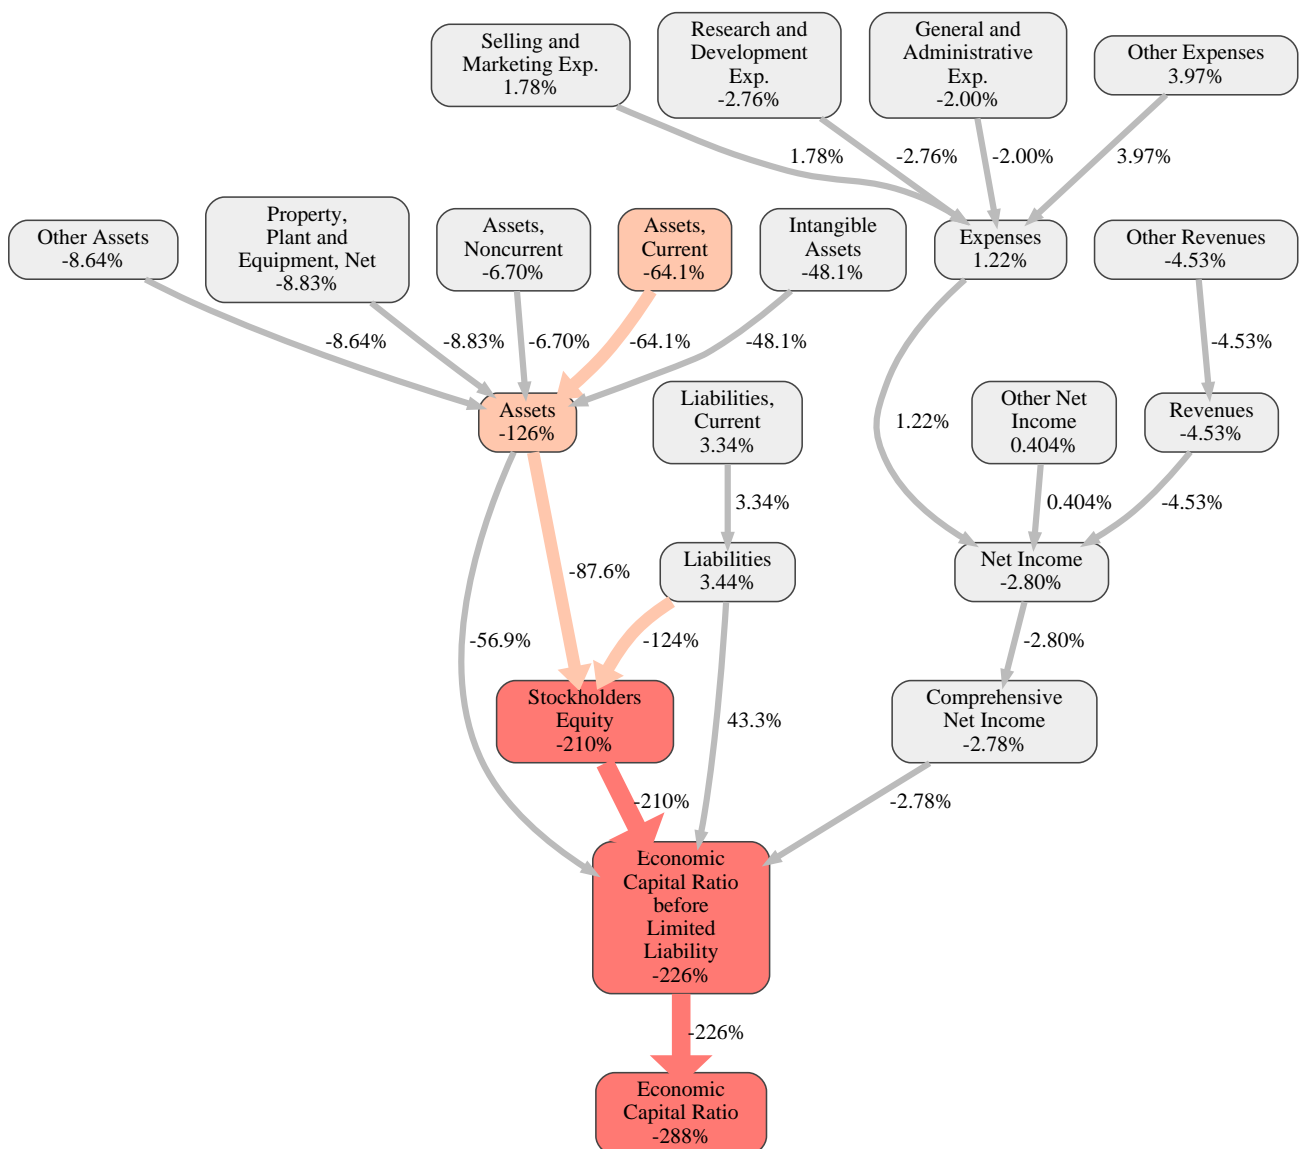 Selling and
Marketing Exp.
1.78%
Research and
Development
Exp.
-2.76%
General and
Administrative
Exp.
-2.00%
Other Expenses
3.97%
1.78%
-2.76%
-2.00%
3.97%
Other Assets
-8.64%
Property,
Plant and
Equipment, Net
-8.83%
Assets,
Noncurrent
-6.70%
Assets,
Current
-64.1%
Intangible
Assets
-48.1%
Expenses
1.22%
Other Revenues
-4.53%
-8.64%
-8.83%
-6.70%
-64.1%
-48.1%
-4.53%
Assets
-126%
Liabilities,
Current
3.34%
1.22%
Other Net
Income
0.404%
Revenues
-4.53%
3.34%
0.404%
-4.53%
-87.6%
Liabilities
3.44%
Net Income
-2.80%
-56.9%
-124%
-2.80%
Stockholders
Equity
-210%
43.3%
Comprehensive
Net Income
-2.78%
-210%
-2.78%
Economic
Capital Ratio
before
Limited
Liability
-226%
-226%
Economic
Capital Ratio
-288%